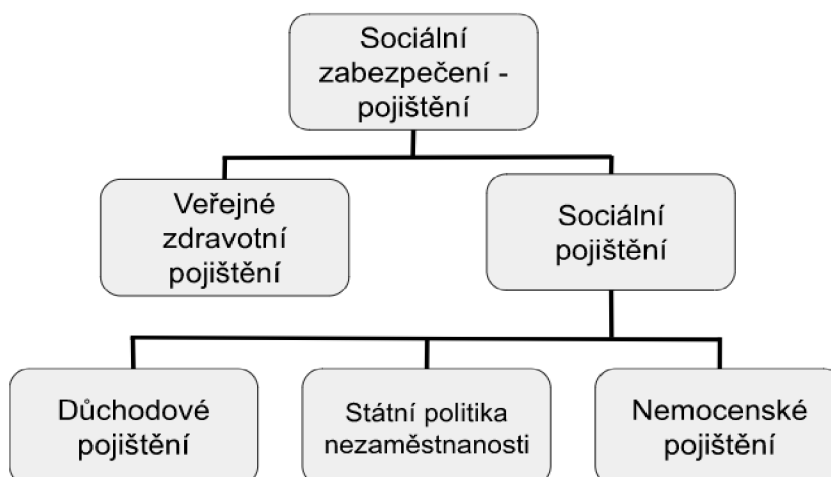 Sociální
zabezpečení -
pojištění
Veřejné
zdravotní
pojištění
Sociální
pojištění
Důchodové
pojištění
Státní politika
nezaměstnanosti
Nemocenské
pojištění